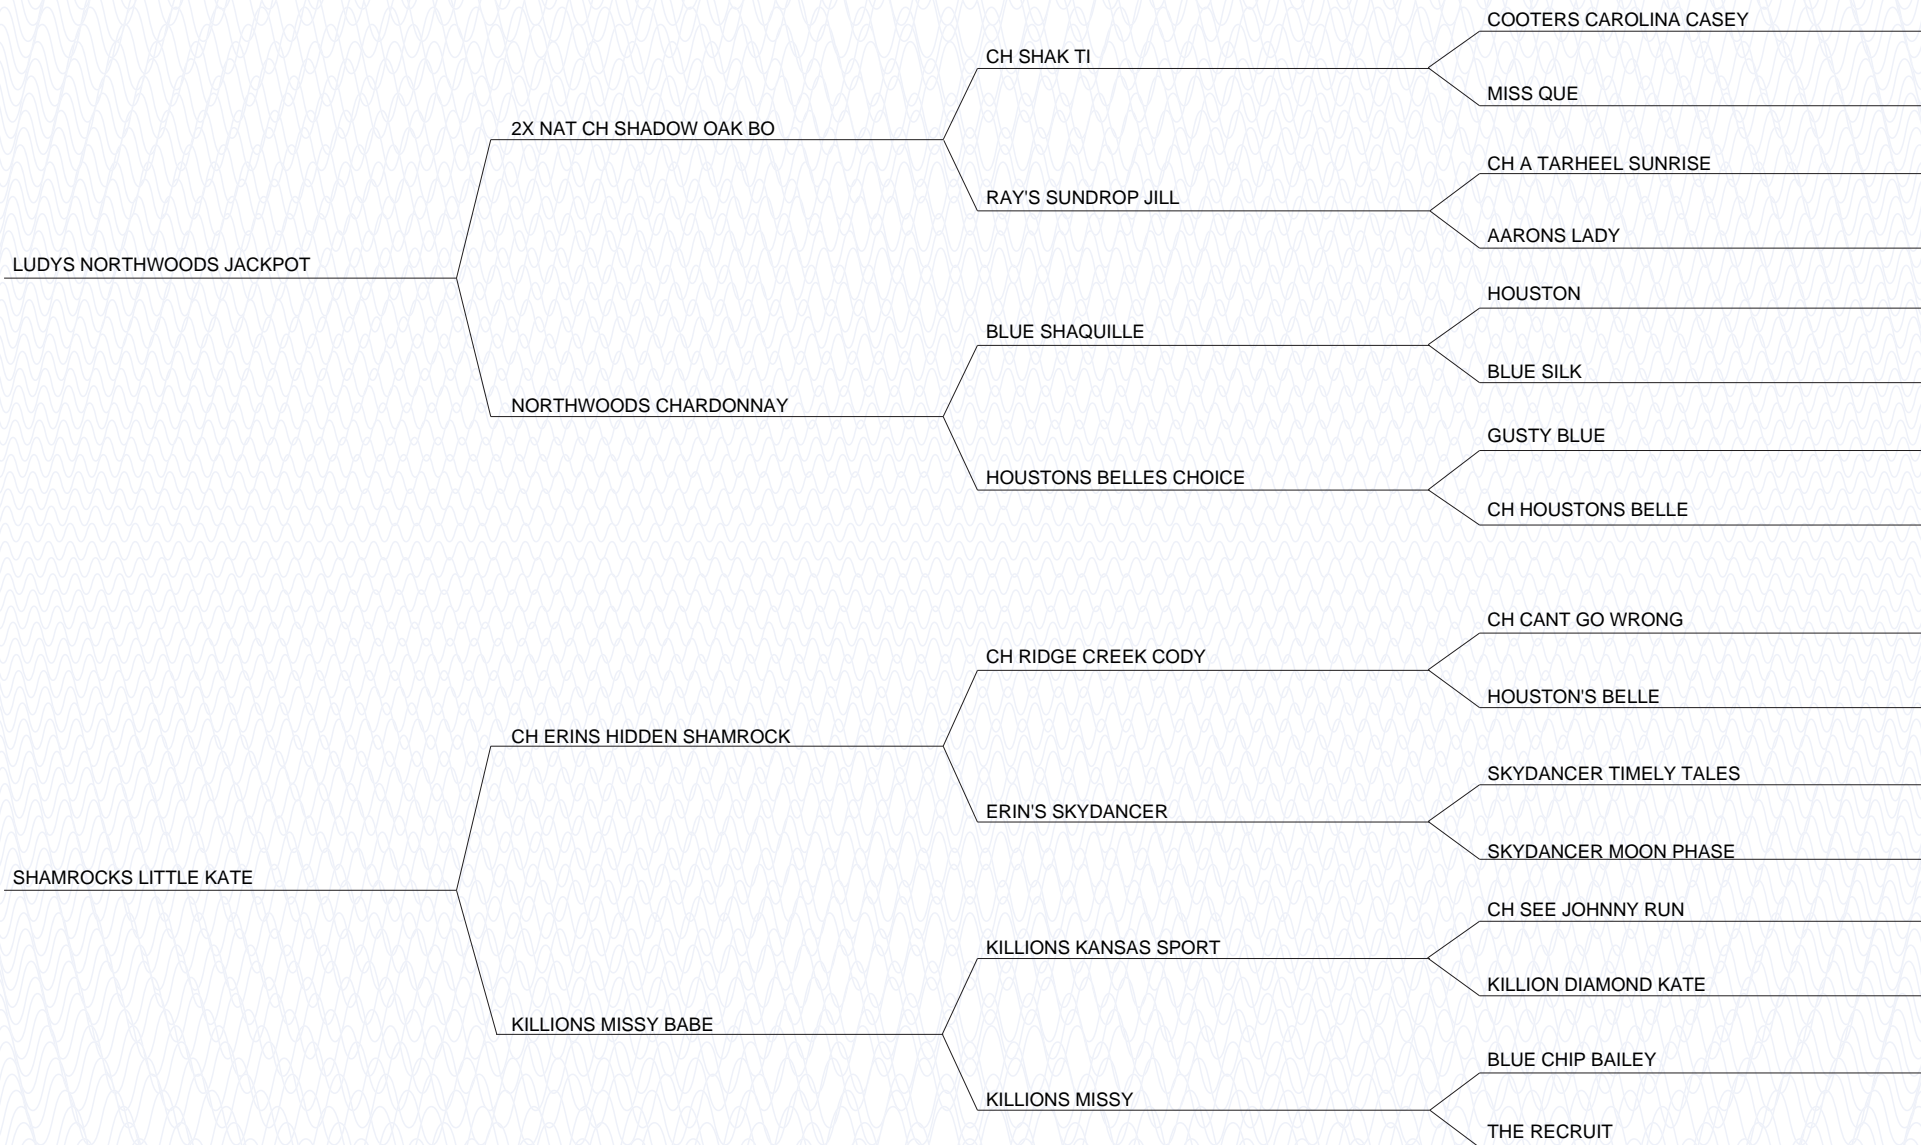 COOTERS CAROLINA CASEY
CH SHAK TI
MISS QUE
2X NAT CH SHADOW OAK BO
CH A TARHEEL SUNRISE
RAY'S SUNDROP JILL
AARONS LADY
LUDYS NORTHWOODS JACKPOT
HOUSTON
BLUE SHAQUILLE
BLUE SILK
NORTHWOODS CHARDONNAY
GUSTY BLUE
HOUSTONS BELLES CHOICE
CH HOUSTONS BELLE
CH CANT GO WRONG
CH RIDGE CREEK CODY
HOUSTON'S BELLE
CH ERINS HIDDEN SHAMROCK
SKYDANCER TIMELY TALES
ERIN'S SKYDANCER
SKYDANCER MOON PHASE
SHAMROCKS LITTLE KATE
CH SEE JOHNNY RUN
KILLIONS KANSAS SPORT
KILLION DIAMOND KATE
KILLIONS MISSY BABE
BLUE CHIP BAILEY
KILLIONS MISSY
THE RECRUIT